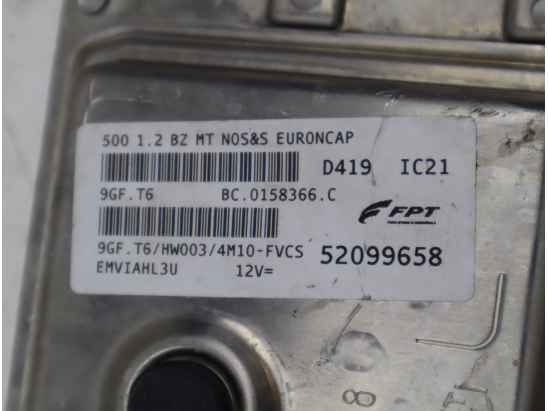 500 1.2 BZ MT NOS&S EURONCAP
D419 IC21
9GF.T6 BC.0158366.C
FPT
9GF.T6/HW003/4M10-FVCS 52099658
EMVIAHL3U 12V=
8